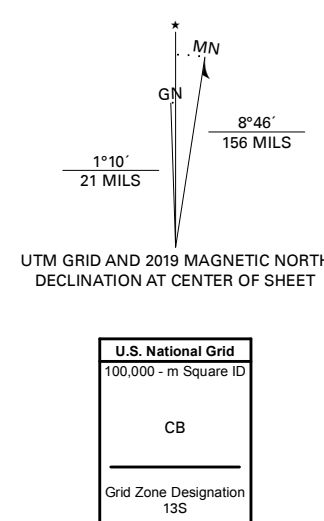 ★
MN
GN
8°46´
156 MILS
1°10´
21 MILS
UTM GRID AND 2019 MAGNETIC NORTH
DECLINATION AT CENTER OF SHEET
U.S. National Grid
100,000 - m Square ID
CB
Grid Zone Designation
13S